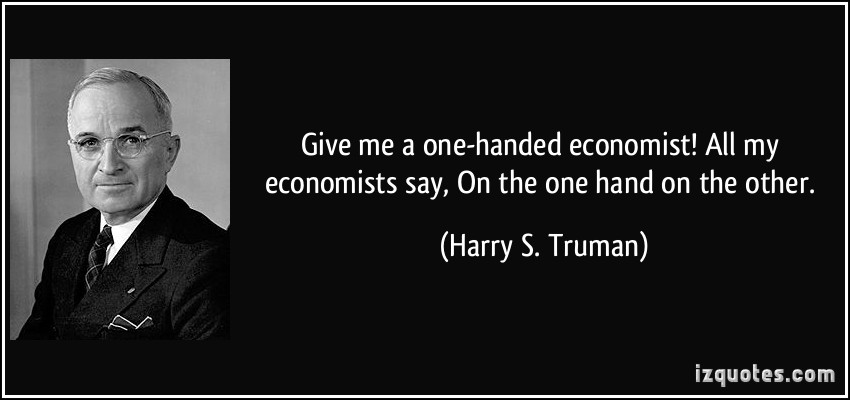 Give me a one-handed economist! All my
economists say, On the one hand on the other.
(Harry S. Truman)
izquotes.com